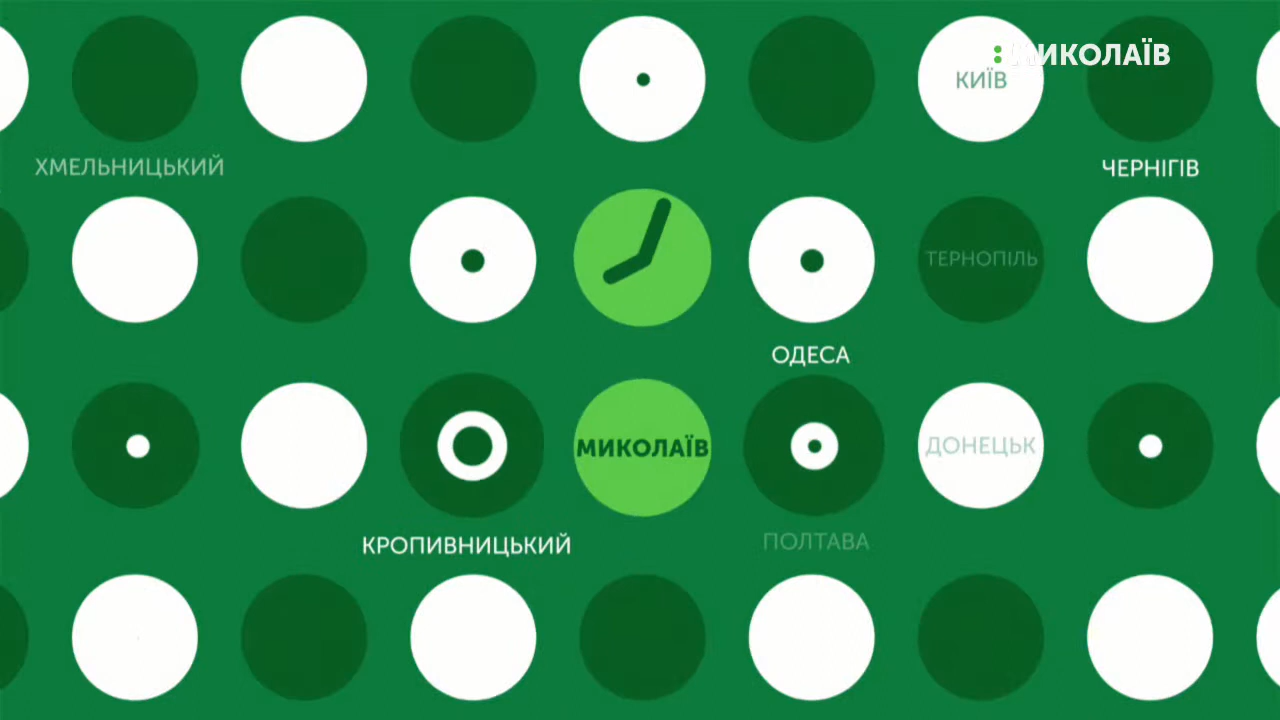 :МИКОЛАЇВ
КИЇВ
ХМЕЛЬНИЦЬКИЙ
ЧЕРНІГІВ
ТЕРНОПІЛЬ
ОДЕСА
МИКОЛАЇВ
ДОНЕЦЬК
КРОПИВНИЦЬКИЙ
ПОЛТАВА